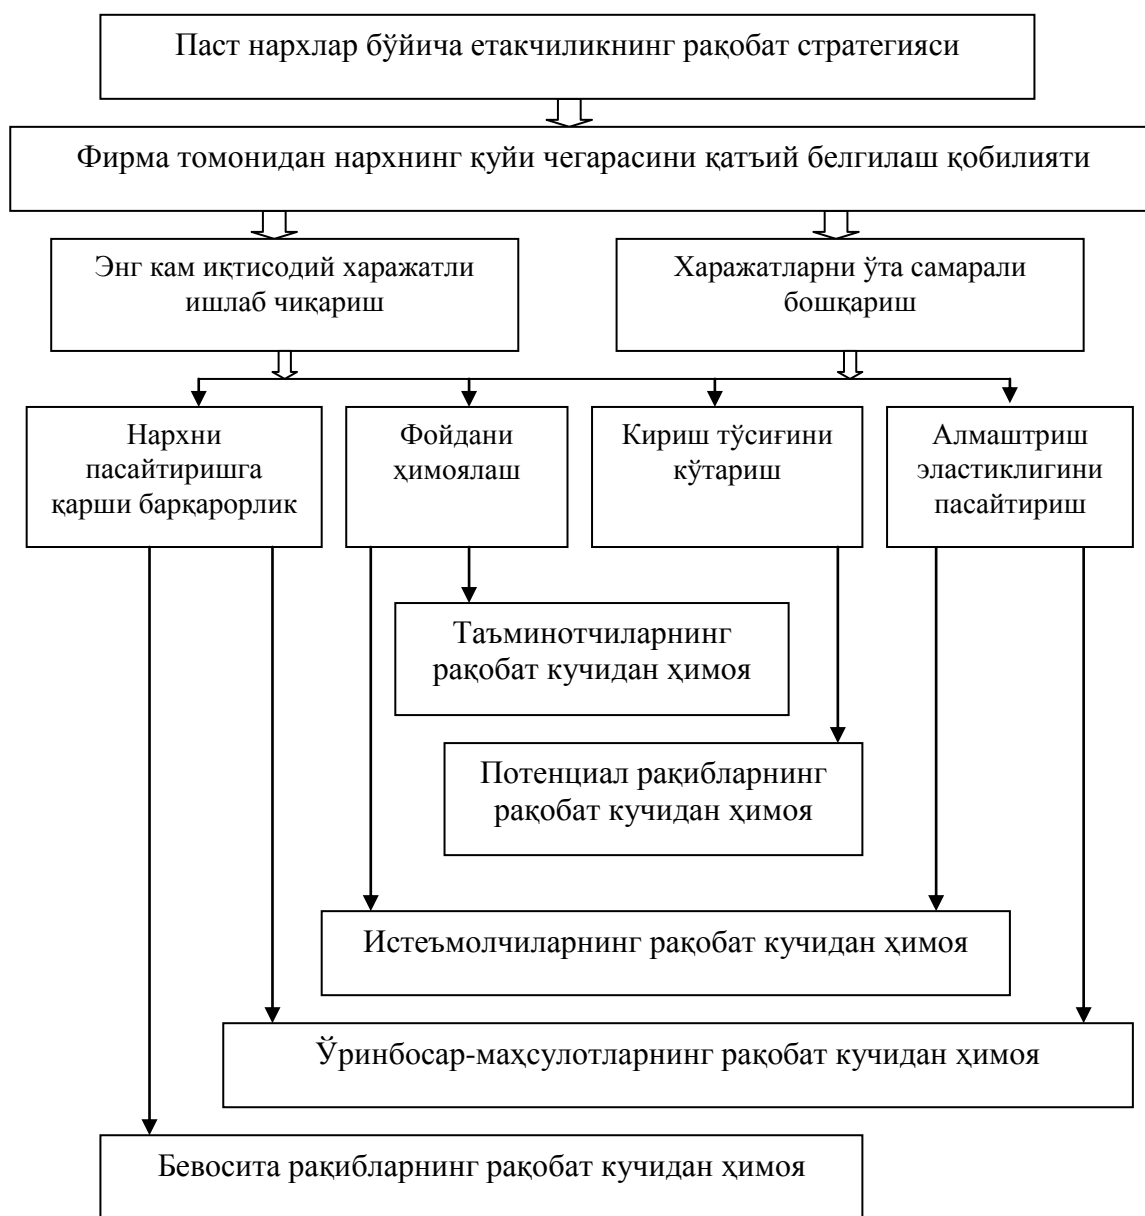 Паст нархлар бўйича етакчиликнинг рақобат стратегияси
Фирма томонидан нархнинг қуйи чегарасини қатъий белгилаш қобилияти
Энг кам иқтисодий харажатли
ишлаб чиқариш
Харажатларни ўта самарали
бошқариш
Нархни
пасайтиришга
қарши барқарорлик
Фойдани
ҳимоялаш
Кириш тўсиғини
кўтариш
Алмаштриш
эластиклигини
пасайтириш
Таъминотчиларнинг
рақобат кучидан ҳимоя
Потенциал рақибларнинг
рақобат кучидан ҳимоя
Истеъмолчиларнинг рақобат кучидан ҳимоя
Ўринбосар-маҳсулотларнинг рақобат кучидан ҳимоя
Бевосита рақибларнинг рақобат кучидан ҳимоя